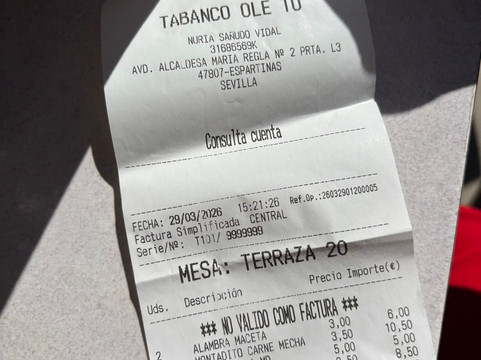 TABANCO OLE TU
NURIA SAÑUDO VIDAL
31686569K
AVD. ALCALDESA MARIA REGLA Nº 2 PRTA. L3
47807-ESPARTINAS
SEVILLA
Consulta cuenta
FECHA: 29/03/2026 15:21:26 Ref.Op.:26032901200005
Factura Simplificada CENTRAL
Serie/Nº: T101/ 9999999
MESA: TERRAZA 20
Uds. Descripción Precio Importe(€)
*** NO VALIDO COMO FACTURA ***
2 ALAMBRA MACETA 3,00 6,00
MONTADITO CARNE MECHA 3,50 10,50
5,00 5,00
8,50